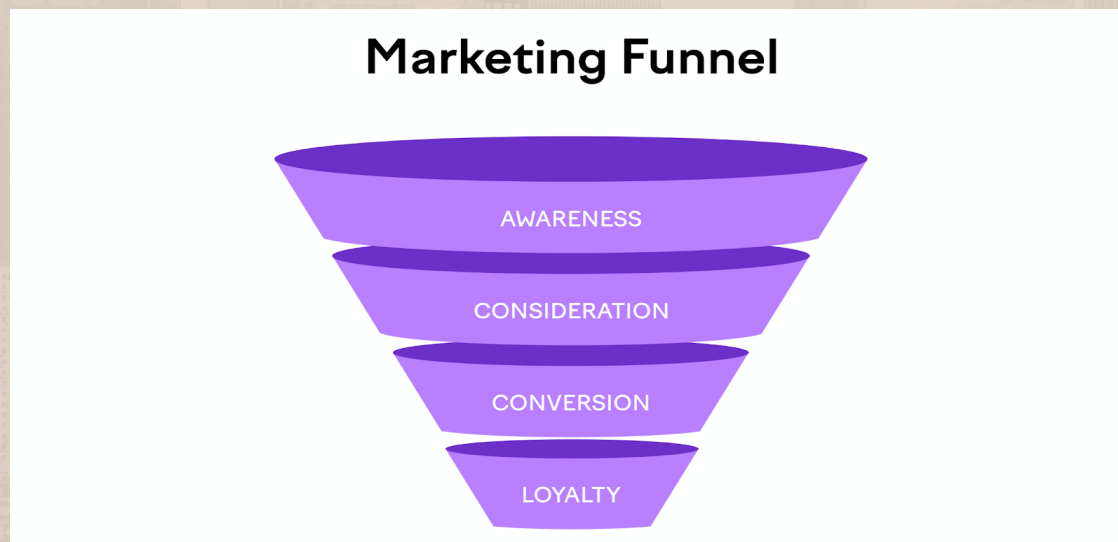 Marketing Funnel
AWARENESS
CONSIDERATION
CONVERSION
LOYALTY